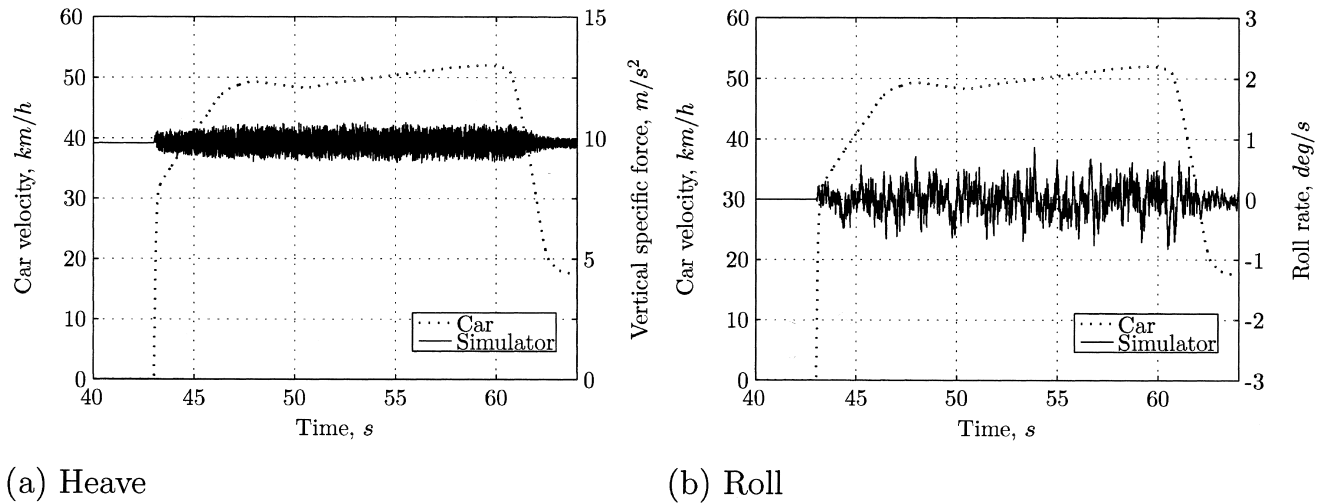 60
50
40
30
20
10
0
40
45
50
55
60
15
10
5
0
Car velocity, km/h
Vertical specific force, m/s²
Time, s
Car
Simulator
(a) Heave
60
50
40
30
20
10
0
40
45
50
55
60
3
2
1
0
-1
-2
-3
Car velocity, km/h
Roll rate, deg/s
Time, s
Car
Simulator
(b) Roll